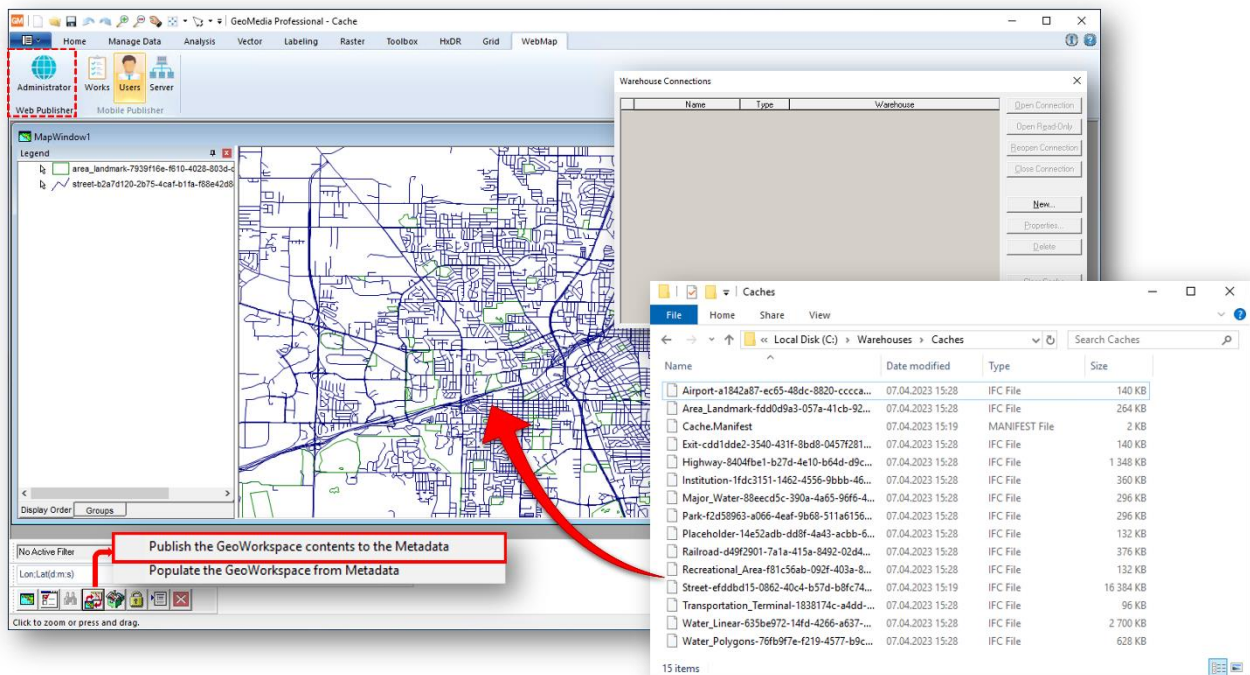 GeoMedia Professional - Cache
Home Manage Data Analysis Vector Labeling Raster Toolbox HxDR Grid WebMap
Administrator Works Users Server
Web Publisher Mobile Publisher
MapWindow1
Legend
area_landmark-7939f16e-f610-4028-803d-c
street-b2a7d120-2b75-4caf-b1fa-f88e42d8
Display Order Groups
No Active Filter
Lon;Lat(d:m:s)
Publish the GeoWorkspace contents to the Metadata
Populate the GeoWorkspace from Metadata
Click to zoom or press and drag.
Warehouse Connections
Name Type Warehouse
Open Connection
Open Read-Only
Reopen Connection
Close Connection
New...
Properties...
Delete
Caches
File Home Share View
« Local Disk (C:) › Warehouses › Caches
Search Caches
Name Date modified Type Size
Airport-a1842a87-ec65-48dc-8820-cccca... 07.04.2023 15:28 IFC File 140 KB
Area_Landmark-fdd0d9a3-057a-41cb-92... 07.04.2023 15:28 IFC File 264 KB
Cache.Manifest 07.04.2023 15:19 MANIFEST File 2 KB
Exit-cdd1dde2-3540-431f-8bd8-0457f281... 07.04.2023 15:28 IFC File 140 KB
Highway-8404fbe1-b27d-4e10-b64d-d9c... 07.04.2023 15:28 IFC File 1 348 KB
Institution-1fdc3151-1462-4556-9bbb-46... 07.04.2023 15:28 IFC File 360 KB
Major_Water-88eecd5c-390a-4a65-96f6-4... 07.04.2023 15:28 IFC File 296 KB
Park-f2d58963-a066-4eaf-9b68-511a6156... 07.04.2023 15:28 IFC File 296 KB
Placeholder-14e52adb-dd8f-4a43-acbb-6... 07.04.2023 15:28 IFC File 132 KB
Railroad-d49f2901-7a1a-415a-8492-02d4... 07.04.2023 15:28 IFC File 376 KB
Recreational_Area-f81c56ab-092f-403a-8... 07.04.2023 15:28 IFC File 132 KB
Street-efddbd15-0862-40c4-b57d-b8fc74... 07.04.2023 15:19 IFC File 16 384 KB
Transportation_Terminal-1838174c-a4dd-... 07.04.2023 15:28 IFC File 96 KB
Water_Linear-635be972-14fd-4266-a637-... 07.04.2023 15:28 IFC File 2 700 KB
Water_Polygons-76fb9f7e-f219-4577-b9c... 07.04.2023 15:28 IFC File 628 KB
15 items